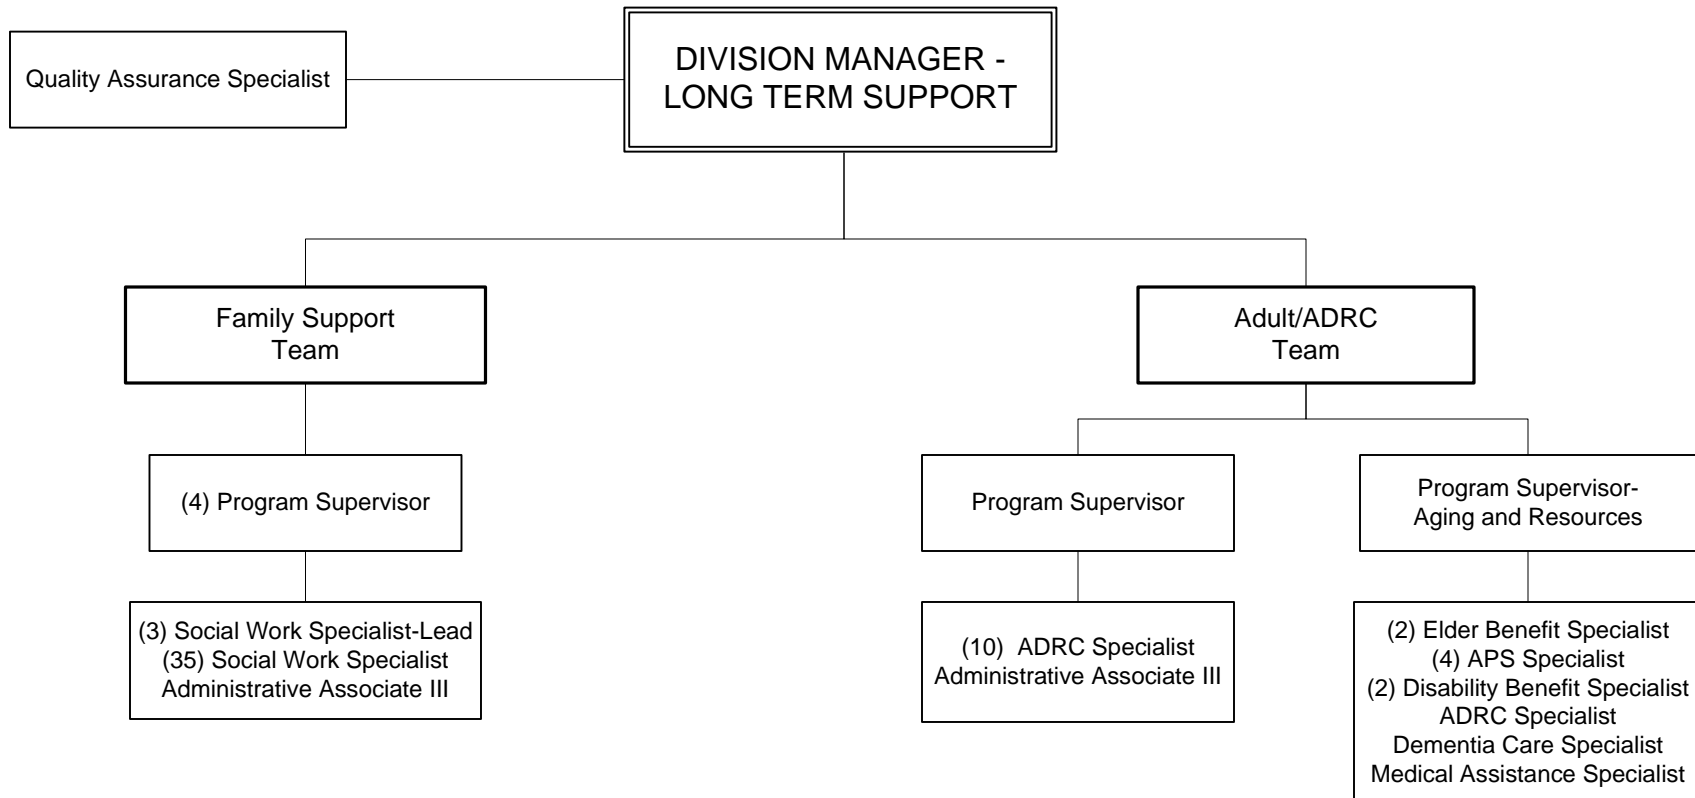 Quality Assurance Specialist
DIVISION MANAGER -
LONG TERM SUPPORT
Family Support
Team
Adult/ADRC
Team
(4) Program Supervisor
Program Supervisor
Program Supervisor-
Aging and Resources
(3) Social Work Specialist-Lead
(35) Social Work Specialist
Administrative Associate III
(10) ADRC Specialist
Administrative Associate III
(2) Elder Benefit Specialist
(4) APS Specialist
(2) Disability Benefit Specialist
ADRC Specialist
Dementia Care Specialist
Medical Assistance Specialist